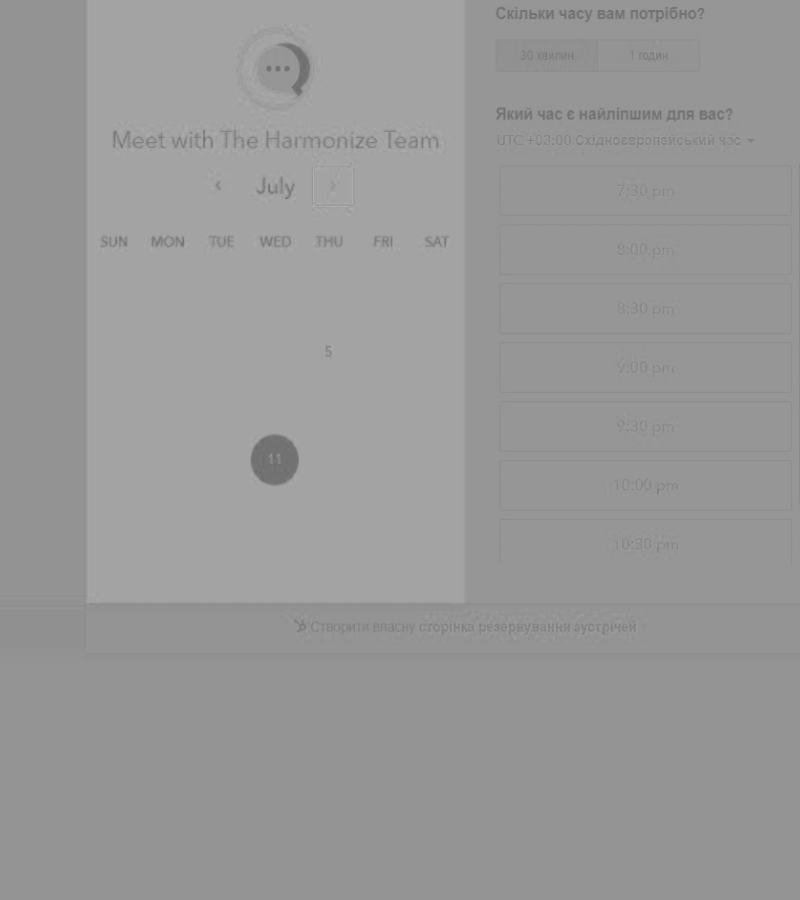 Meet with The Harmonize Team
‹ July ›
SUN MON TUE WED THU FRI SAT
5
11
Скільки часу вам потрібно?
30 хвилин 1 годин
Який час є найліпшим для вас?
UTC +03:00 Східноєвропейський час
7:30 pm
8:00 pm
8:30 pm
9:00 pm
9:30 pm
10:00 pm
10:30 pm
Створити власну сторінка резервування зустрічей